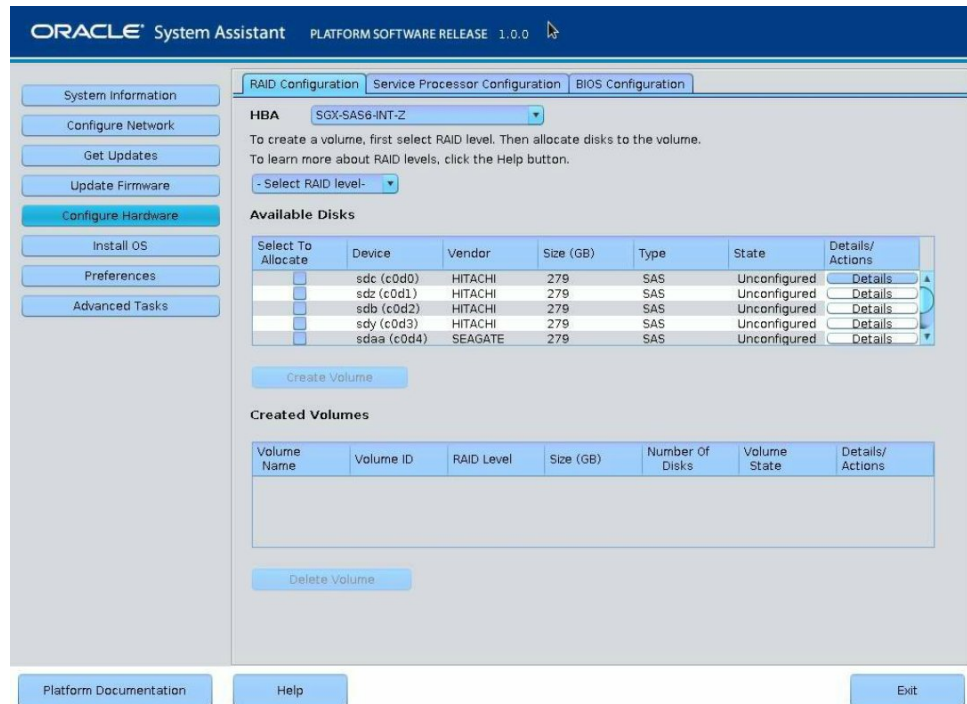 ORACLE® System Assistant PLATFORM SOFTWARE RELEASE 1.0.0
System Information
Configure Network
Get Updates
Update Firmware
Configure Hardware
Install OS
Preferences
Advanced Tasks
RAID Configuration Service Processor Configuration BIOS Configuration
HBA SGX-SAS6-INT-Z
To create a volume, first select RAID level. Then allocate disks to the volume.
To learn more about RAID levels, click the Help button.
- Select RAID level-
Available Disks
Select To Allocate Device Vendor Size (GB) Type State Details/ Actions
sdc (c0d0) HITACHI 279 SAS Unconfigured Details
sdz (c0d1) HITACHI 279 SAS Unconfigured Details
sdb (c0d2) HITACHI 279 SAS Unconfigured Details
sdy (c0d3) HITACHI 279 SAS Unconfigured Details
sdaa (c0d4) SEAGATE 279 SAS Unconfigured Details
Create Volume
Created Volumes
Volume Name Volume ID RAID Level Size (GB) Number Of Disks Volume State Details/ Actions
Delete Volume
Platform Documentation Help Exit